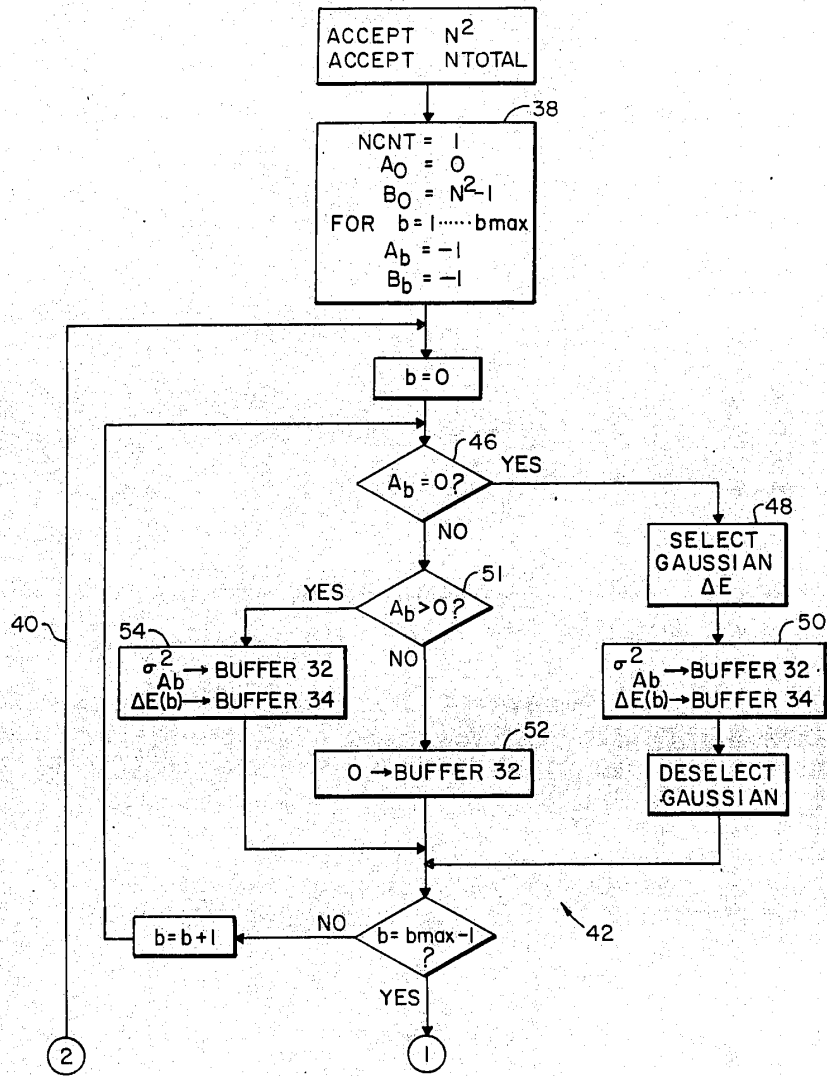 ACCEPT N²
ACCEPT NTOTAL
38
NCNT = 1
A₀ = 0
B₀ = N²-1
FOR b=1······bmax
A_b = -1
B_b = -1
b=0
46
A_b=0?
YES
NO
48
SELECT
GAUSSIAN
ΔE
51
A_b>0?
YES
NO
40
54
σ²_Ab → BUFFER 32
ΔE(b) → BUFFER 34
50
σ²_Ab → BUFFER 32
ΔE(b) → BUFFER 34
52
0 → BUFFER 32
DESELECT
GAUSSIAN
b=b+1
NO
b=bmax-1
?
YES
42
2
1